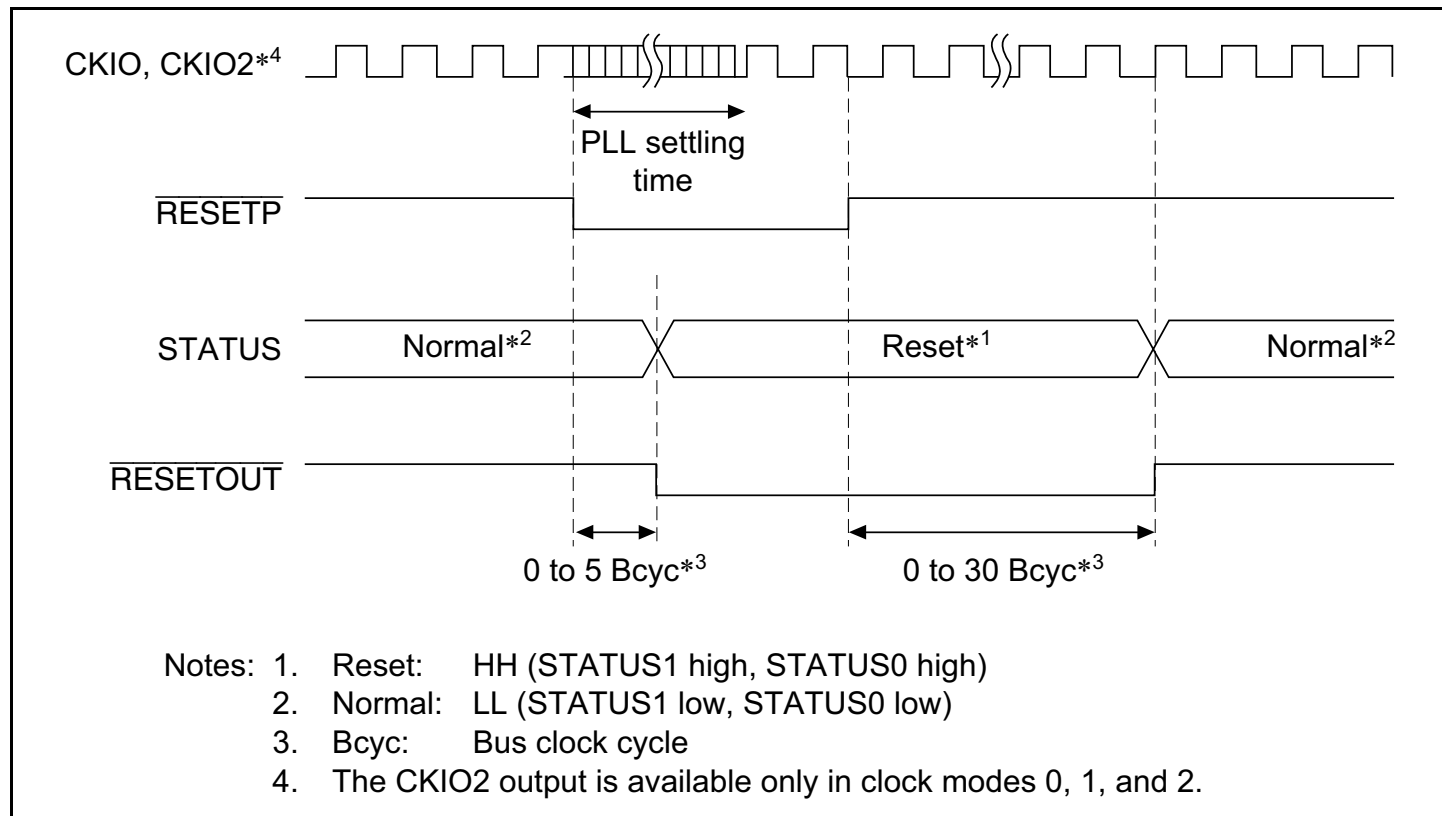 CKIO, CKIO2*4
PLL settling
time
RESETP
STATUS
Normal*2
Reset*1
Normal*2
RESETOUT
0 to 5 Bcyc*3
0 to 30 Bcyc*3
Notes: 1. Reset: HH (STATUS1 high, STATUS0 high)
2. Normal: LL (STATUS1 low, STATUS0 low)
3. Bcyc: Bus clock cycle
4. The CKIO2 output is available only in clock modes 0, 1, and 2.